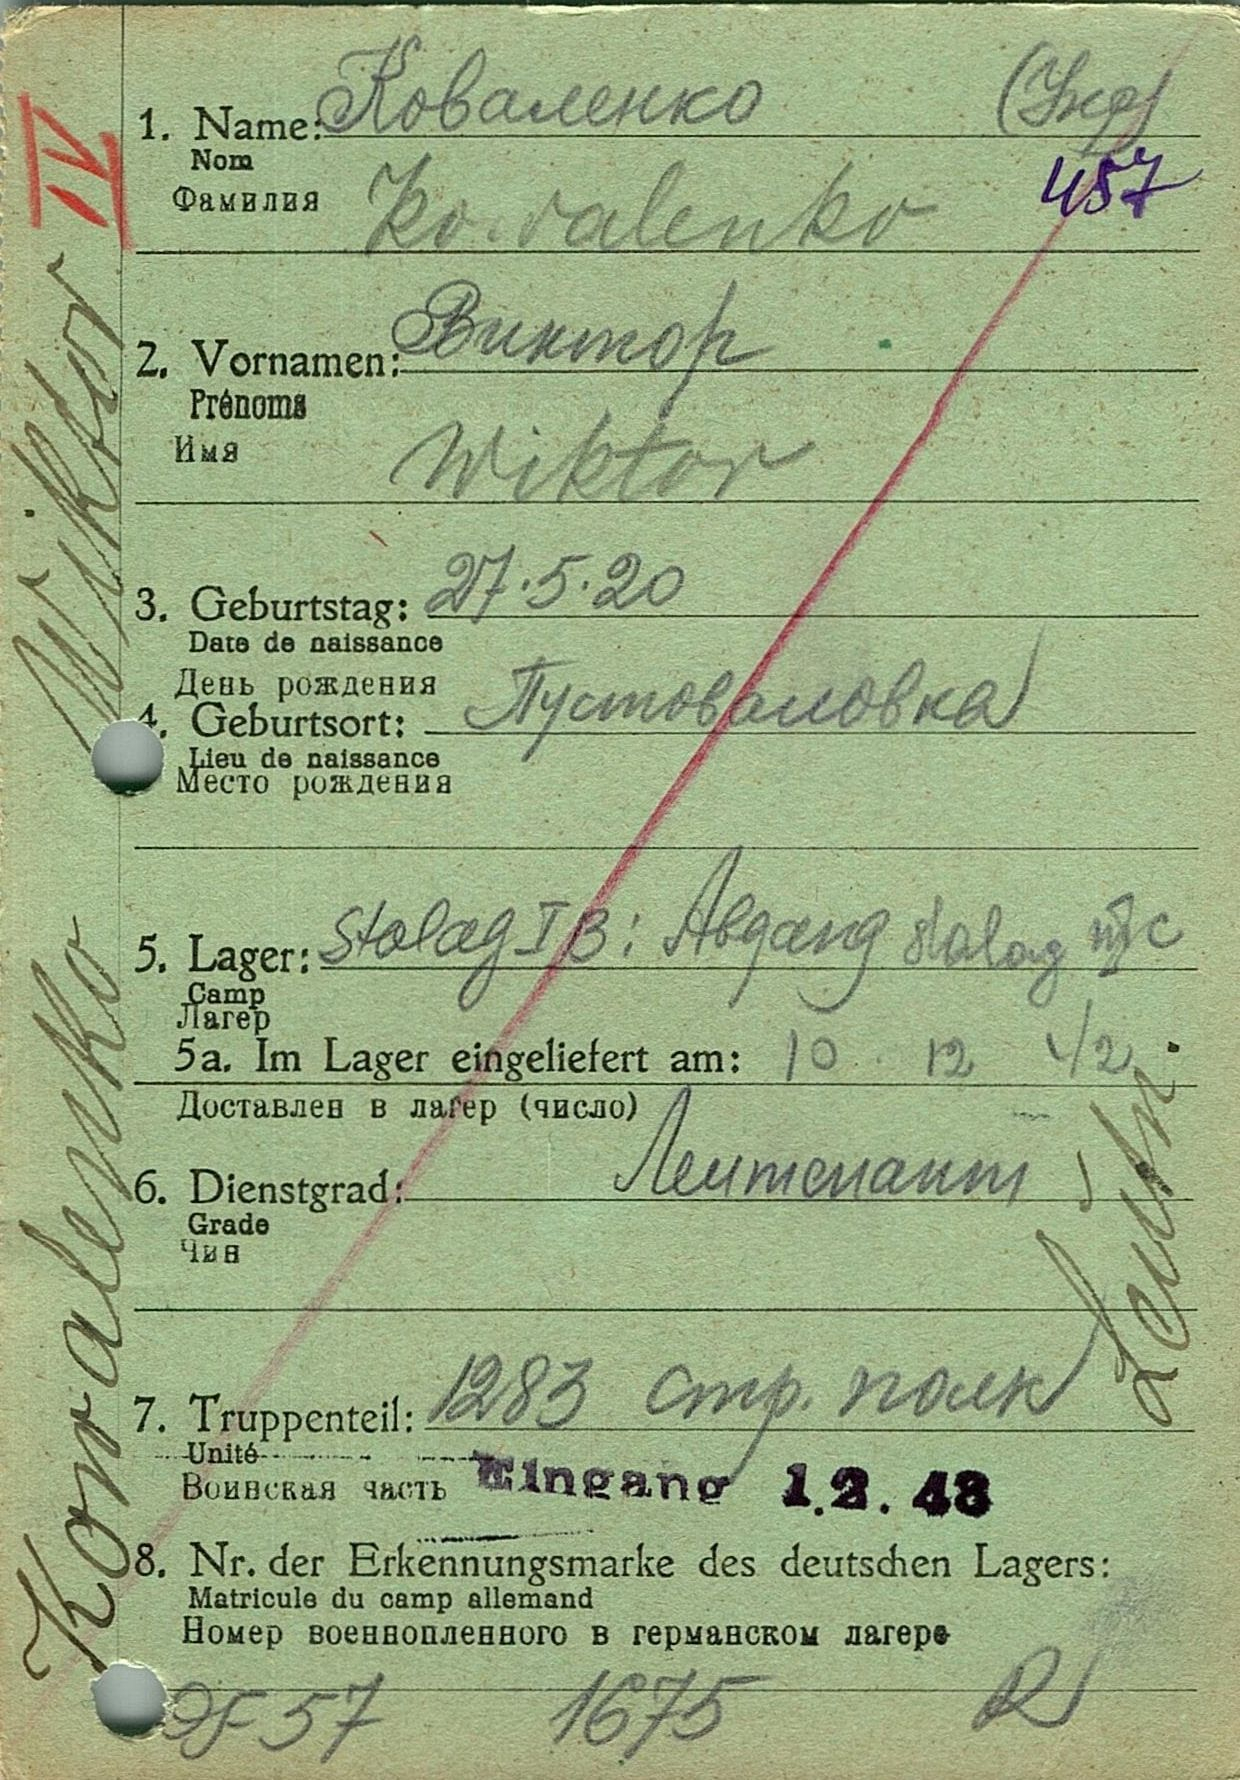 IV
1. Name: Коваленко (Укр)
Nom
457
Фамилия Kowalenko
2. Vornamen: Виктор
Prénoms
Имя Wiktor
3. Geburtstag: 27.5.20
Date de naissance
День рождения
4. Geburtsort: Пустоваловка
Lieu de naissance
Место рождения
5. Lager: Stalag I B: Abgang Stalag
Camp
Лагерь
5a. Im Lager eingeliefert am: 10. 12 42
Доставлен в лагер (число)
6. Dienstgrad: Лейтенант
Grade
Чин
7. Truppenteil: 1283 стр. полк
Unité
Воинская часть
Eingang 1.2.43
8. Nr. der Erkennungsmarke des deutschen Lagers:
Matricule du camp allemand
Номер военнопленного в германском лагере
OF 57 1675 R
Kowalenko Wiktor
Leutn.